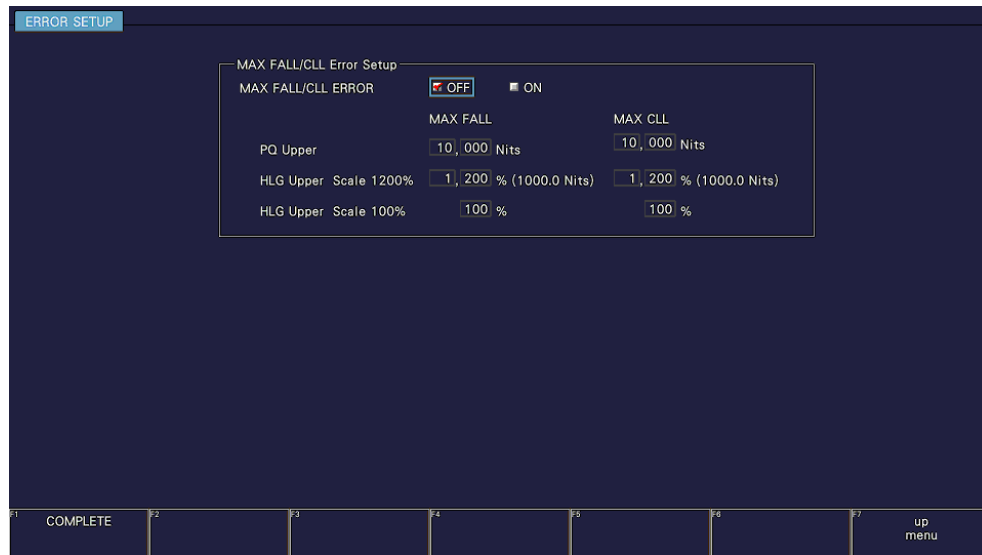 ERROR SETUP
MAX FALL/CLL Error Setup
MAX FALL/CLL ERROR OFF ON
MAX FALL MAX CLL
PQ Upper 10,000 Nits 10,000 Nits
HLG Upper Scale 1200% 1,200 % (1000.0 Nits) 1,200 % (1000.0 Nits)
HLG Upper Scale 100% 100 % 100 %
F1 COMPLETE F2 F3 F4 F5 F6 F7 up
menu